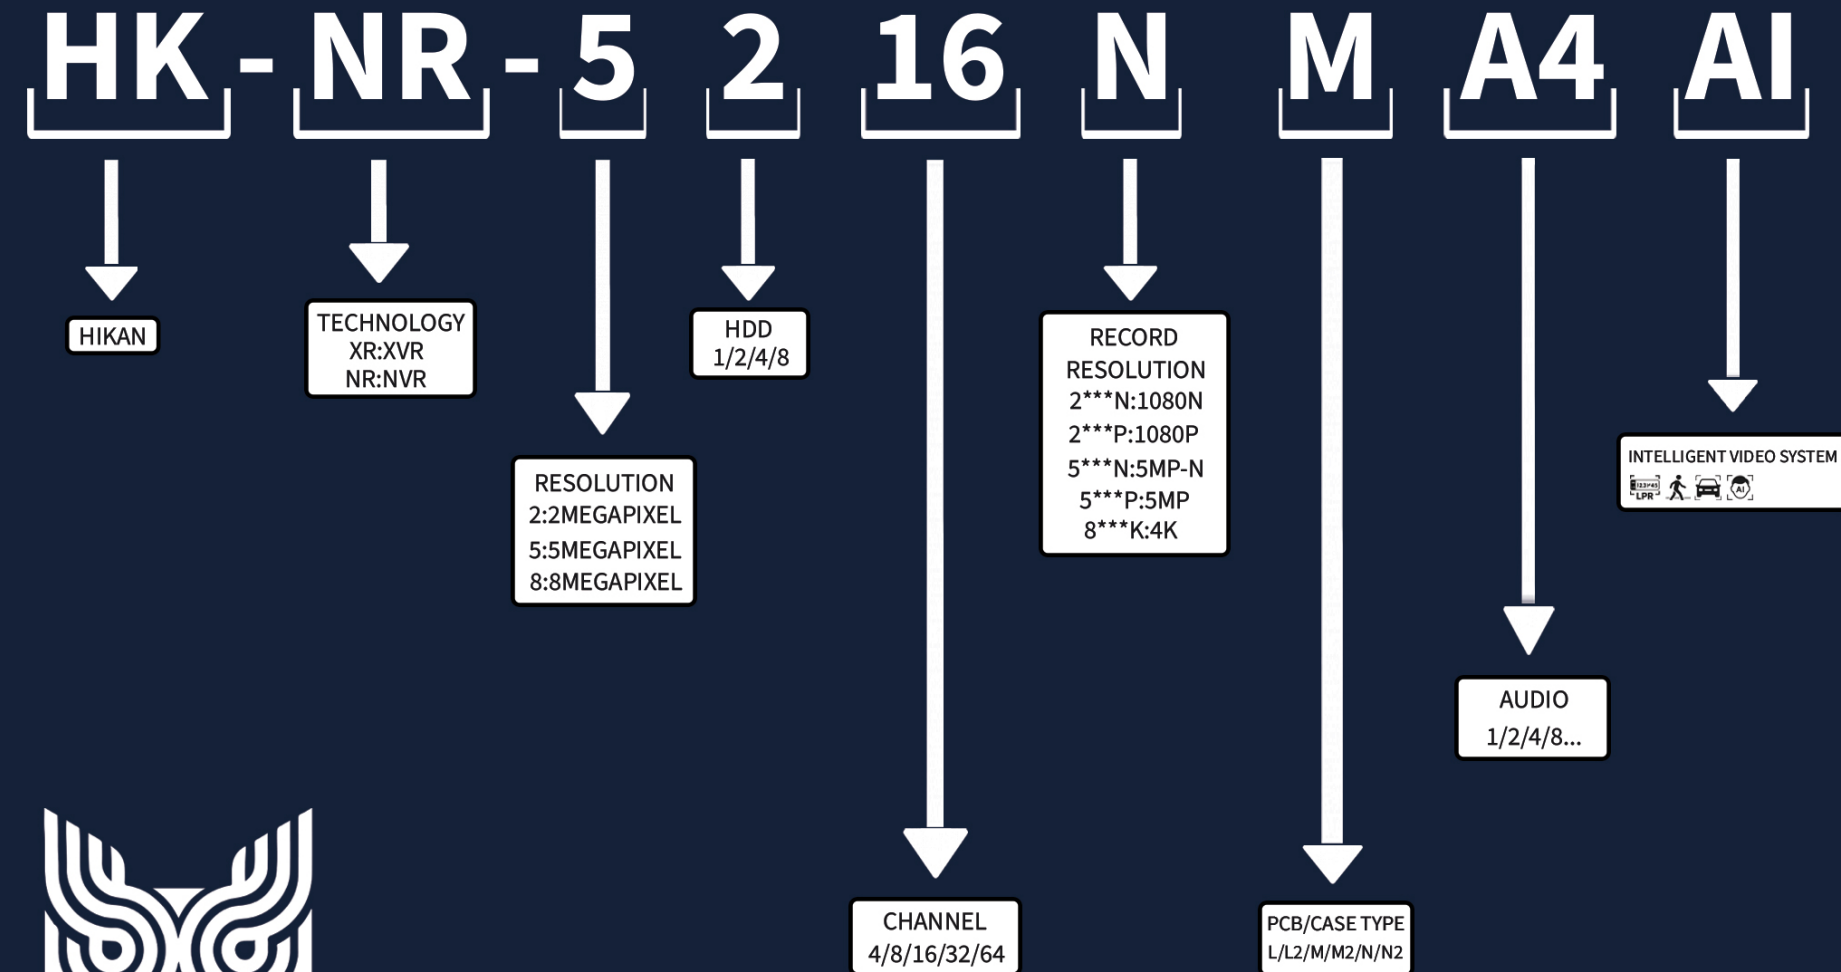 HK - NR - 5 2 16 N M A4 AI
HIKAN
TECHNOLOGY
XR:XVR
NR:NVR
RESOLUTION
2:2MEGAPIXEL
5:5MEGAPIXEL
8:8MEGAPIXEL
HDD
1/2/4/8
CHANNEL
4/8/16/32/64
RECORD
RESOLUTION
2***N:1080N
2***P:1080P
5***N:5MP-N
5***P:5MP
8***K:4K
PCB/CASE TYPE
L/L2/M/M2/N/N2
AUDIO
1/2/4/8...
INTELLIGENT VIDEO SYSTEM
LPR
AI